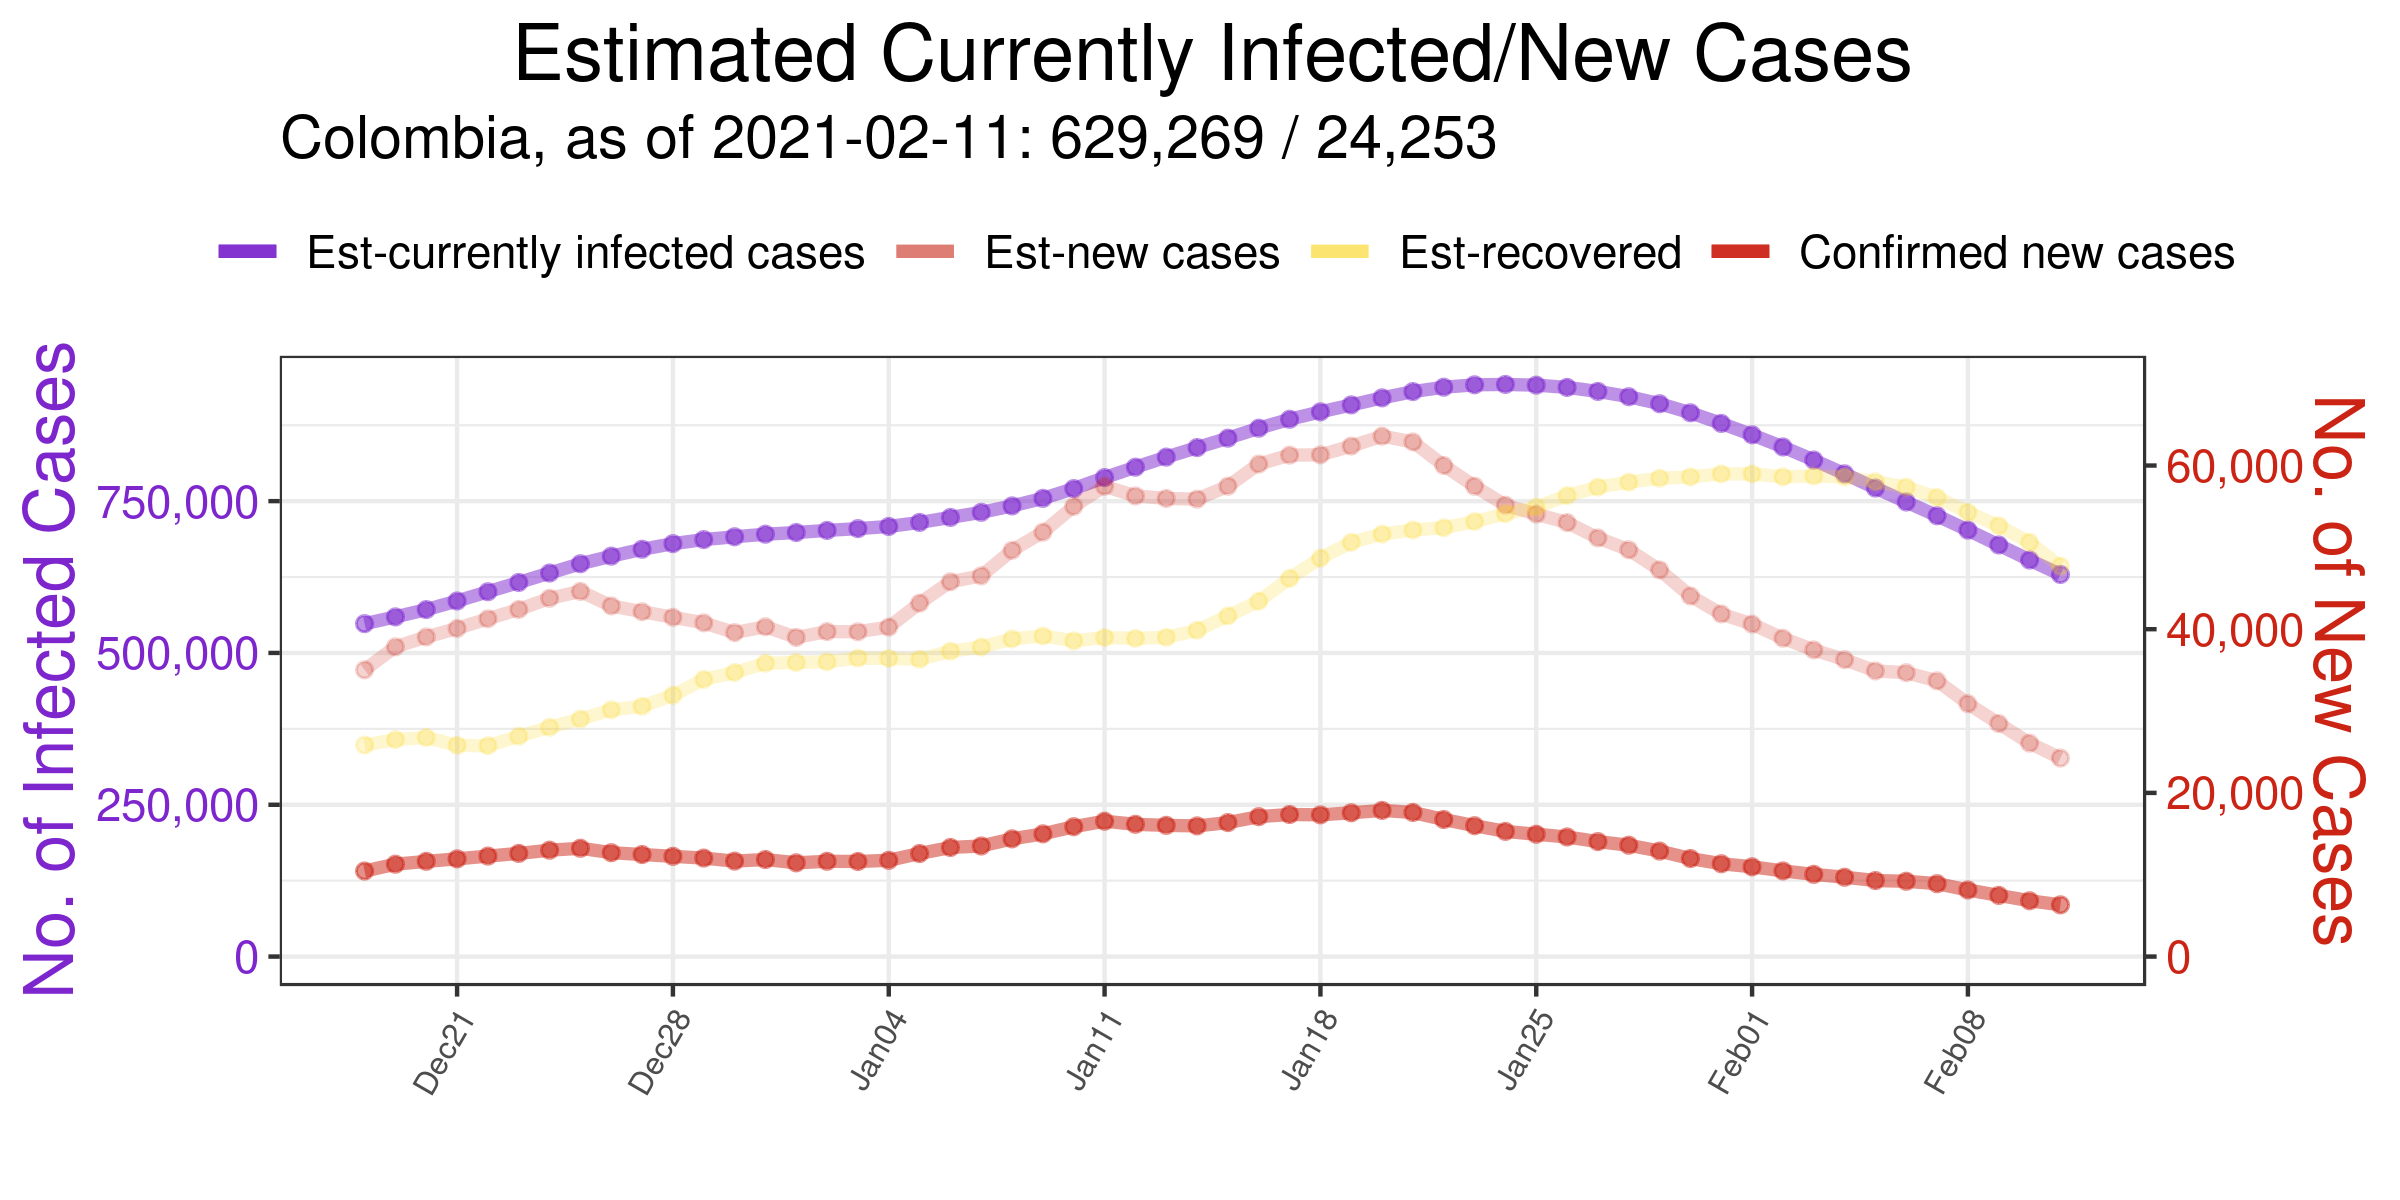 Estimated Currently Infected/New Cases
Colombia, as of 2021-02-11: 629,269 / 24,253
Est-currently infected cases Est-new cases Est-recovered Confirmed new cases
No. of Infected Cases
750,000
500,000
250,000
0
60,000
40,000
20,000
0
No. of New Cases
Dec21 Dec28 Jan04 Jan11 Jan18 Jan25 Feb01 Feb08